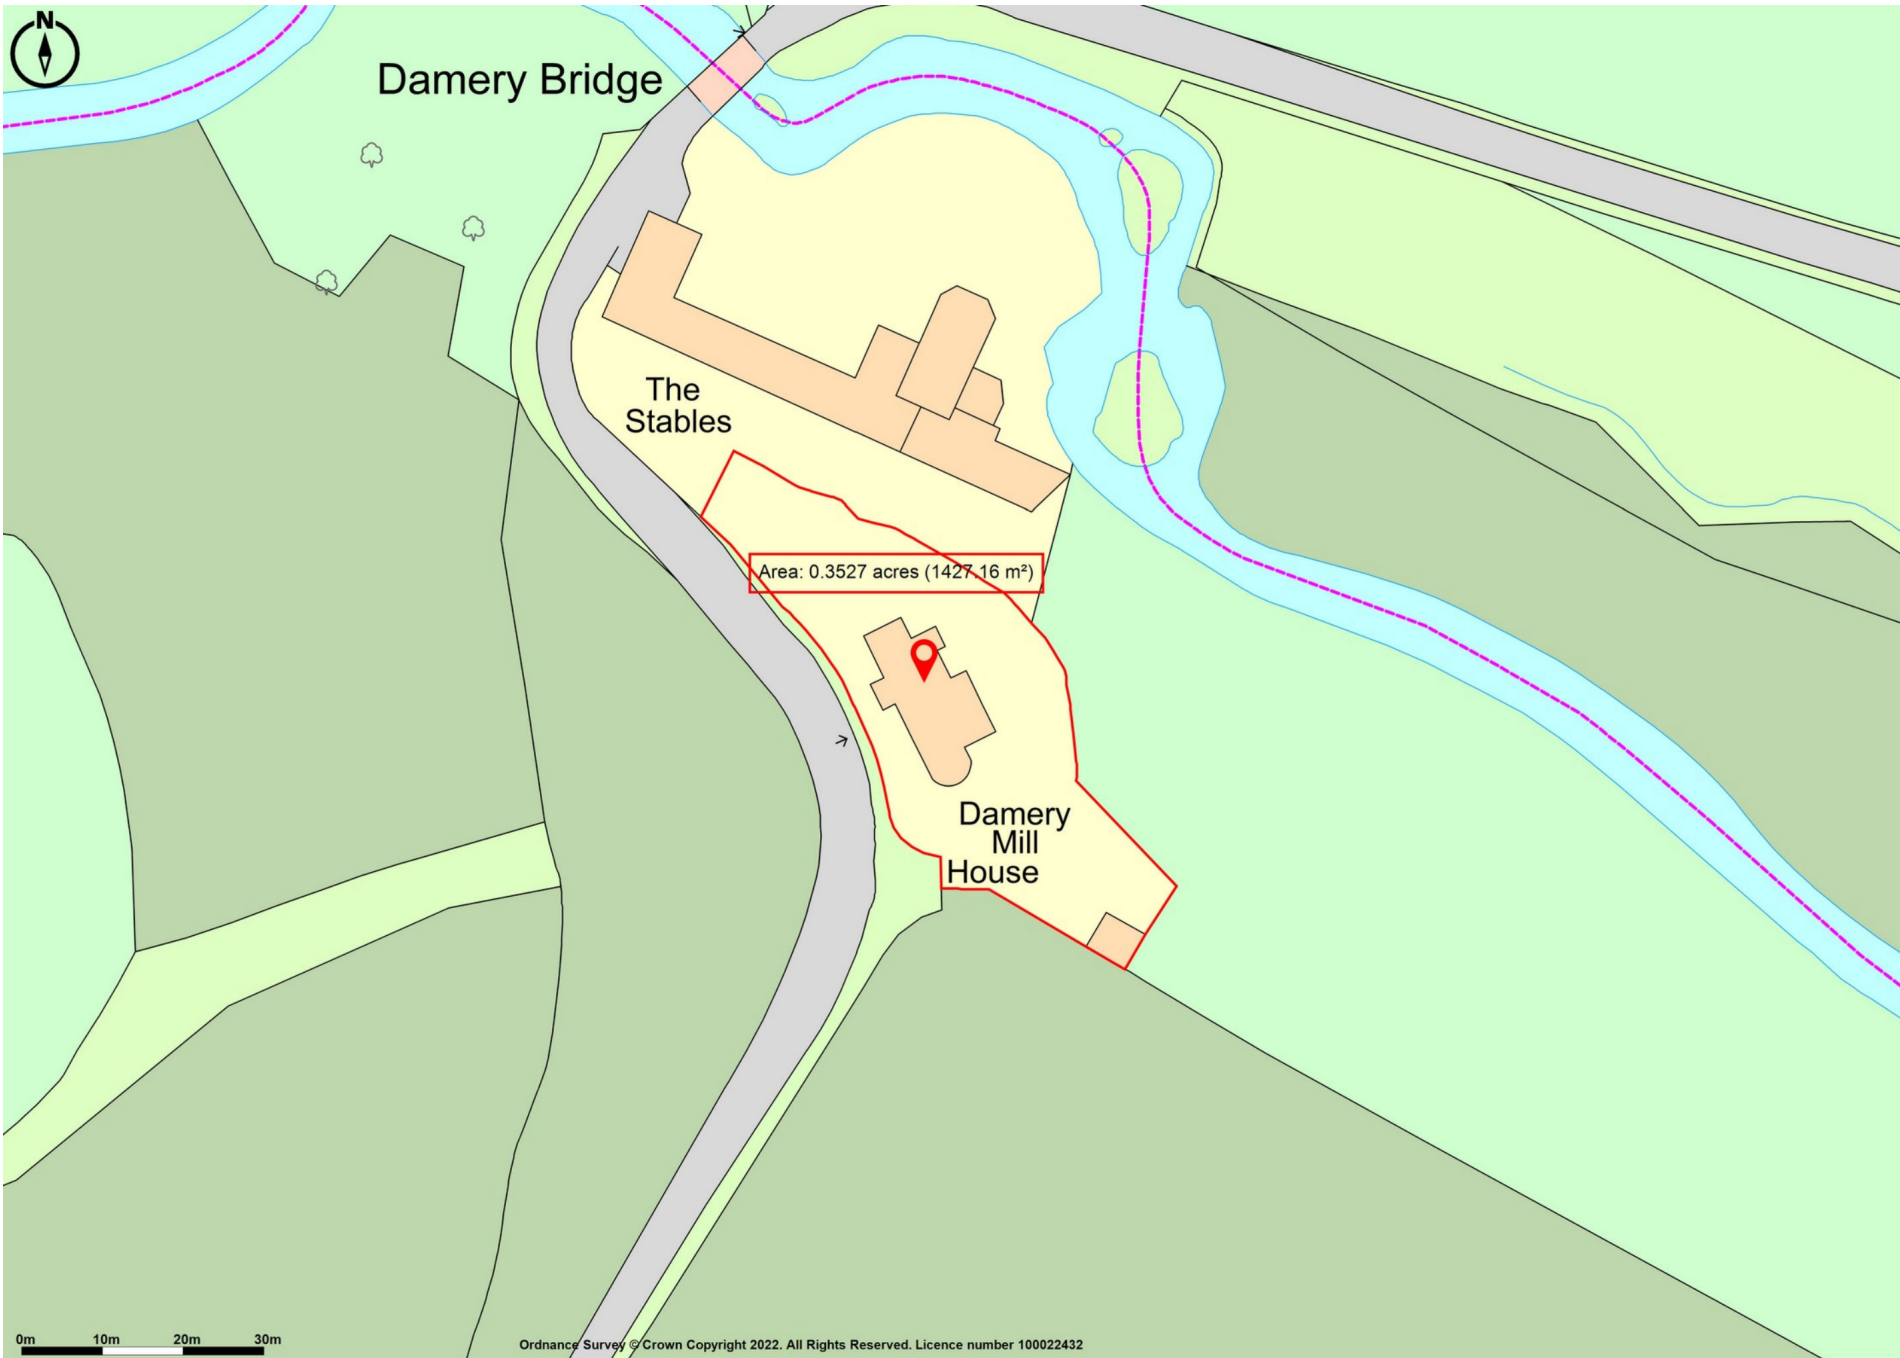 N
Damery Bridge
The
Stables
Area: 0.3527 acres (1427.16 m²)
Damery
Mill
House
0m 10m 20m 30m
Ordnance Survey © Crown Copyright 2022. All Rights Reserved. Licence number 100022432